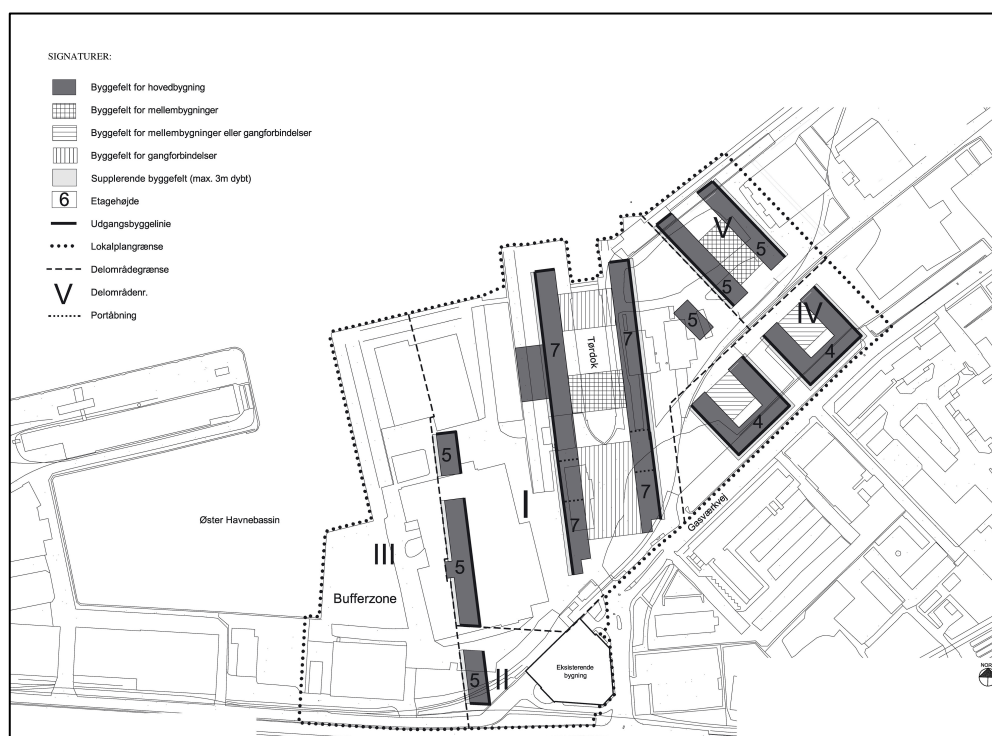 SIGNATURER:
Byggefelt for hovedbygning
Byggefelt for mellembygninger
Byggefelt for mellembygninger eller gangforbindelser
Byggefelt for gangforbindelser
Supplerende byggefelt (max. 3m dybt)
6 Etagehøjde
Udgangsbyggelinie
Lokalplangrænse
Delområdegrænse
V Delområdenr.
Portåbning
V
5
5
5
IV
4
4
7
7
Tørdok
7
7
5
I
5
Øster Havnebassin
III
Bufferzone
Gasværkvej
5
II
Eksisterende
bygning